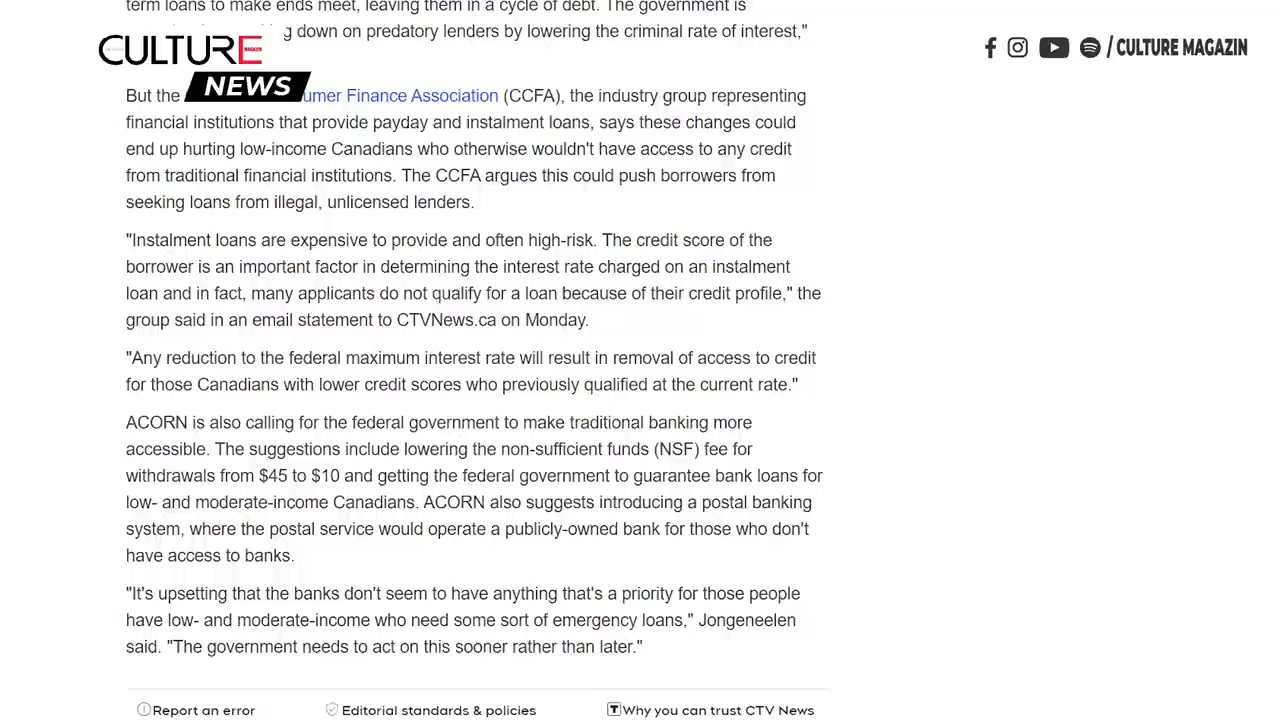 term loans to make ends meet, leaving them in a cycle of debt. The government is
down on predatory lenders by lowering the criminal rate of interest,"
CULTURE
MAGAZIN
NEWS
/ CULTURE MAGAZIN
But the umer Finance Association (CCFA), the industry group representing
financial institutions that provide payday and instalment loans, says these changes could
end up hurting low-income Canadians who otherwise wouldn't have access to any credit
from traditional financial institutions. The CCFA argues this could push borrowers from
seeking loans from illegal, unlicensed lenders.
"Instalment loans are expensive to provide and often high-risk. The credit score of the
borrower is an important factor in determining the interest rate charged on an instalment
loan and in fact, many applicants do not qualify for a loan because of their credit profile," the
group said in an email statement to CTVNews.ca on Monday.
"Any reduction to the federal maximum interest rate will result in removal of access to credit
for those Canadians with lower credit scores who previously qualified at the current rate."
ACORN is also calling for the federal government to make traditional banking more
accessible. The suggestions include lowering the non-sufficient funds (NSF) fee for
withdrawals from $45 to $10 and getting the federal government to guarantee bank loans for
low- and moderate-income Canadians. ACORN also suggests introducing a postal banking
system, where the postal service would operate a publicly-owned bank for those who don't
have access to banks.
"It's upsetting that the banks don't seem to have anything that's a priority for those people
have low- and moderate-income who need some sort of emergency loans," Jongeneelen
said. "The government needs to act on this sooner rather than later."
Report an error
Editorial standards & policies
Why you can trust CTV News